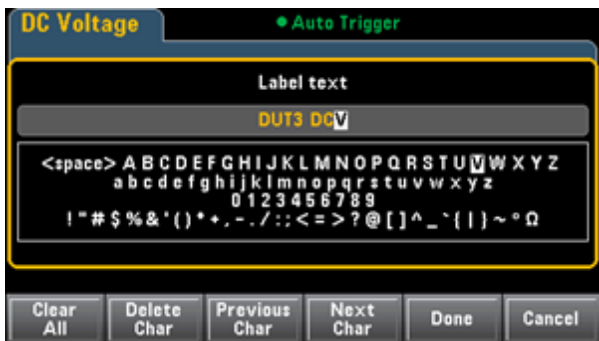 DC Voltage
Auto Trigger
Label text
DUT3 DCV
<space> A B C D E F G H I J K L M N O P Q R S T U V W X Y Z
a b c d e f g h i j k l m n o p q r s t u v w x y z
0 1 2 3 4 5 6 7 8 9
! " # $ % & ' ( ) * + , - . / : ; < = > ? @ [ ] ^ _ ` { | } ~ ° Ω
Clear All
Delete Char
Previous Char
Next Char
Done
Cancel